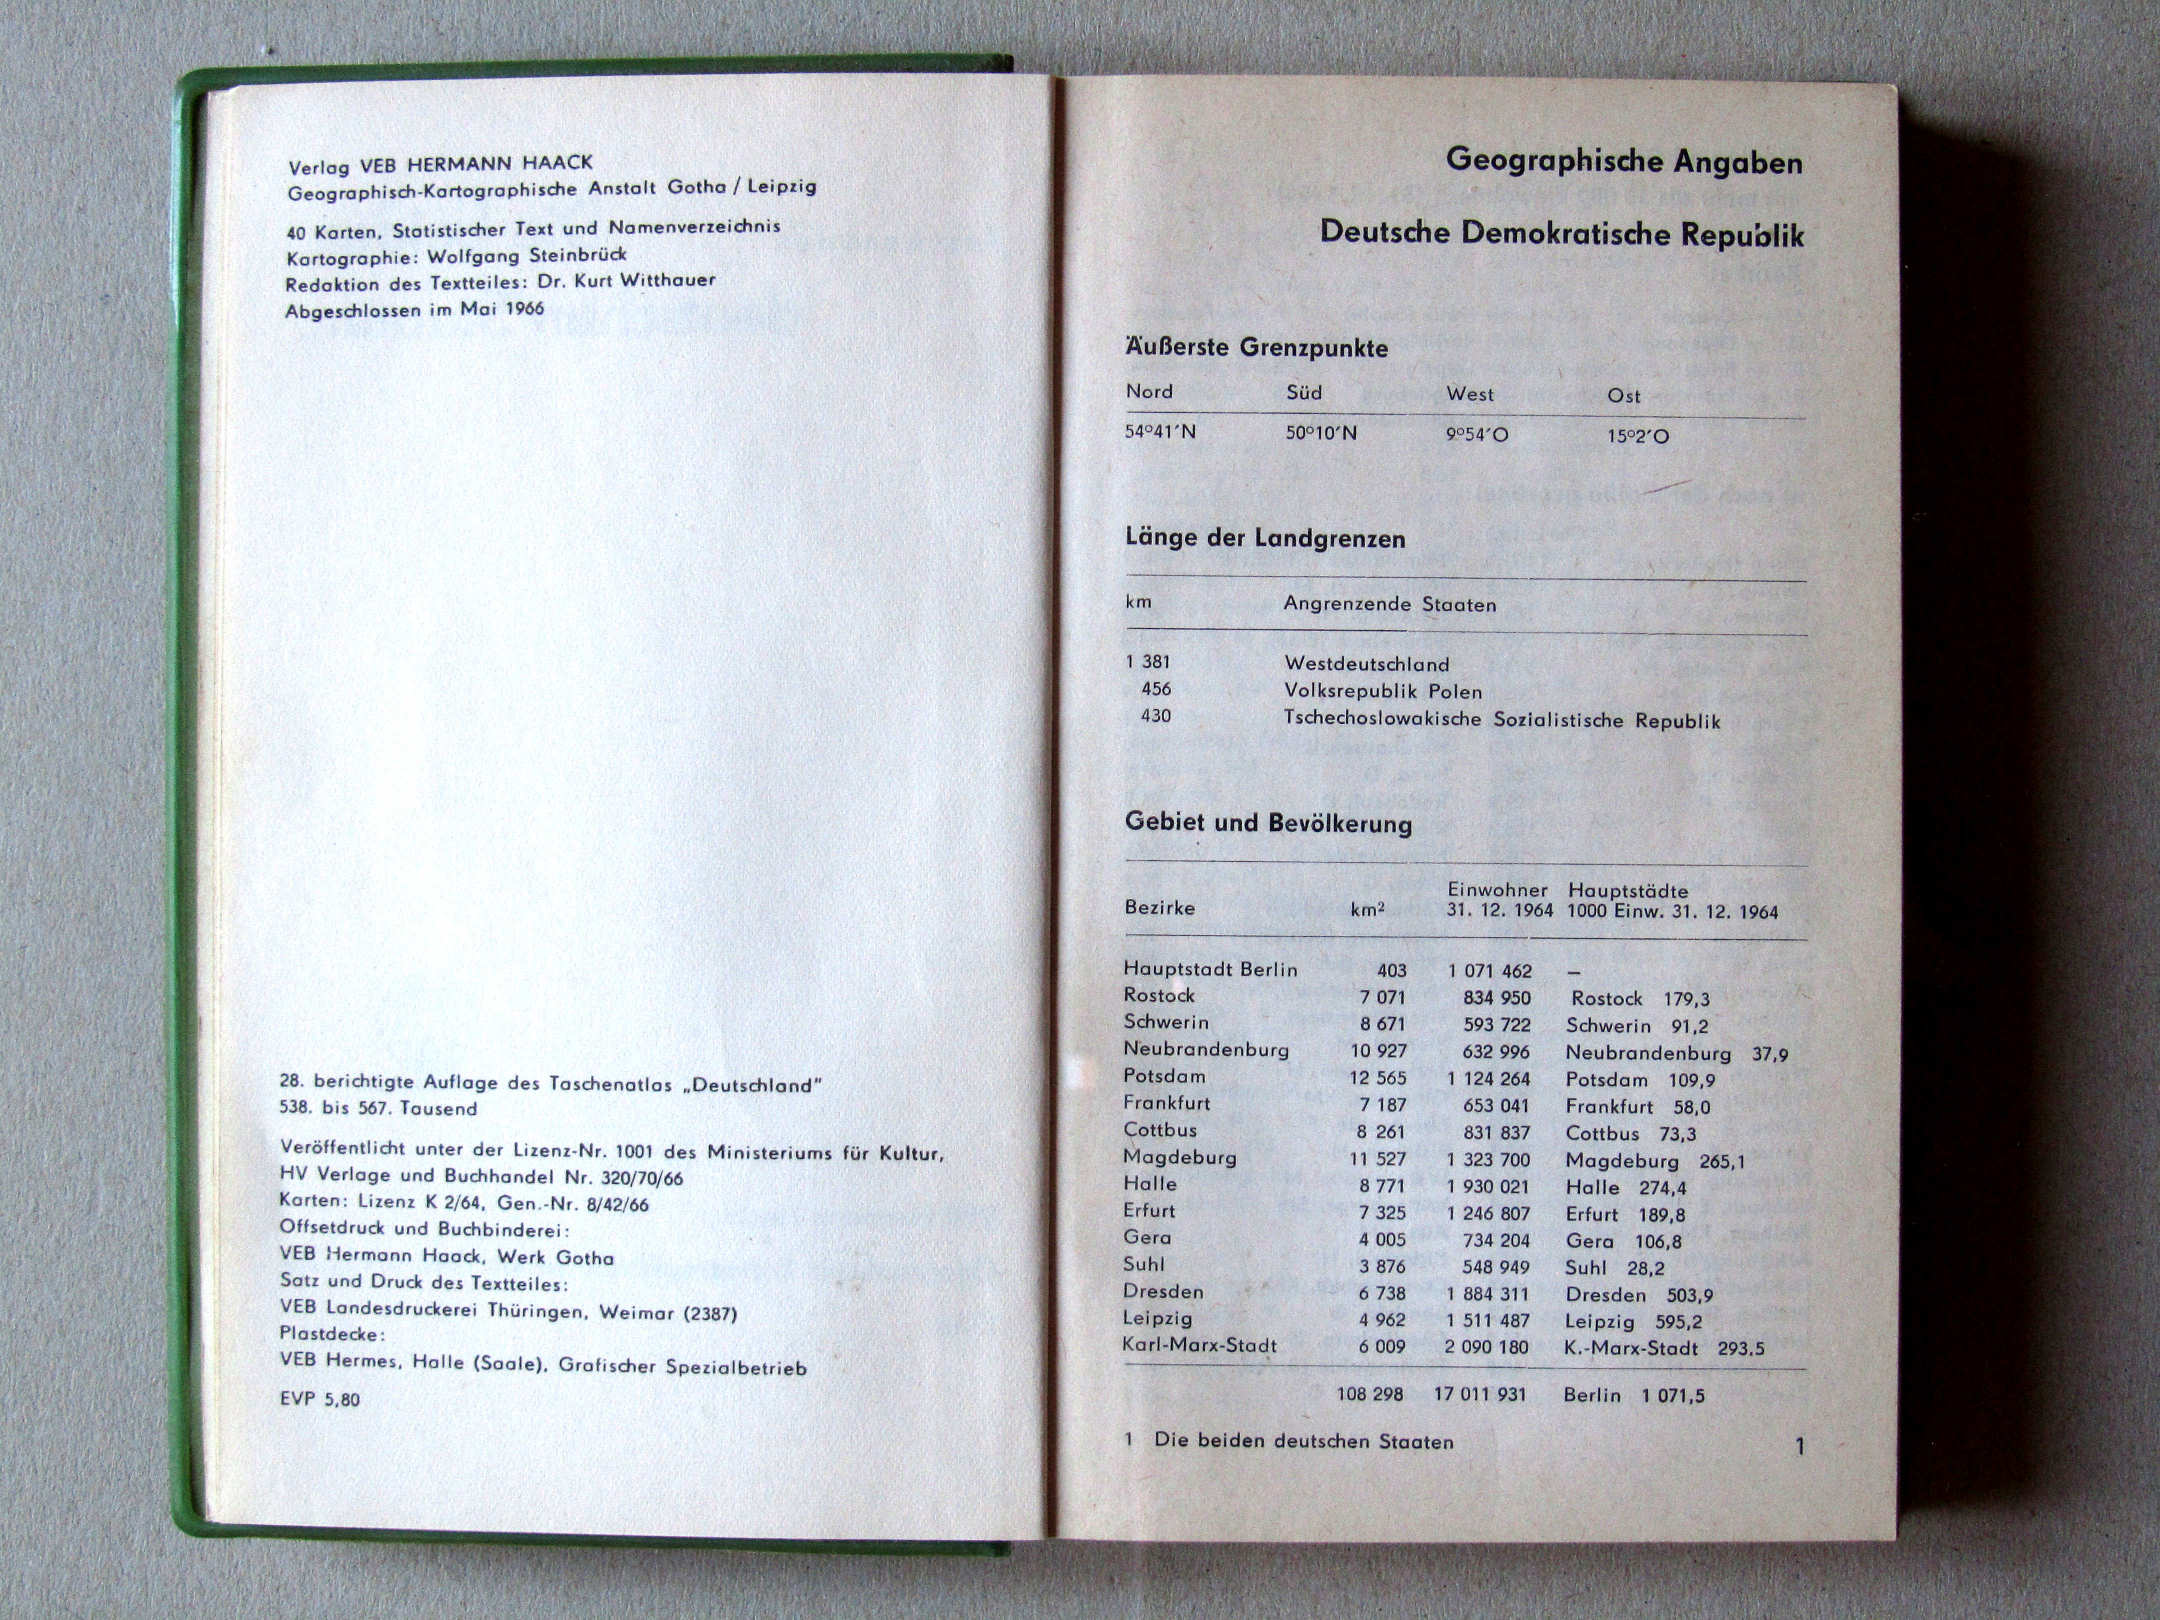 Verlag VEB HERMANN HAACK
Geographisch-Kartographische Anstalt Gotha / Leipzig
40 Karten, Statistischer Text und Namenverzeichnis
Kartographie: Wolfgang Steinbrück
Redaktion des Textteiles: Dr. Kurt Witthauer
Abgeschlossen im Mai 1966
28. berichtigte Auflage des Taschenatlas „Deutschland"
538. bis 567. Tausend
Veröffentlicht unter der Lizenz-Nr. 1001 des Ministeriums für Kultur,
HV Verlage und Buchhandel Nr. 320/70/66
Karten: Lizenz K 2/64, Gen.-Nr. 8/42/66
Offsetdruck und Buchbinderei:
VEB Hermann Haack, Werk Gotha
Satz und Druck des Textteiles:
VEB Landesdruckerei Thüringen, Weimar (2387)
Plastdecke:
VEB Hermes, Halle (Saale), Grafischer Spezialbetrieb
EVP 5,80
Geographische Angaben
Deutsche Demokratische Republik
Äußerste Grenzpunkte
Nord Süd West Ost
54°41′N 50°10′N 9°54′O 15°2′O
Länge der Landgrenzen
km Angrenzende Staaten
1 381 Westdeutschland
456 Volksrepublik Polen
430 Tschechoslowakische Sozialistische Republik
Gebiet und Bevölkerung
Einwohner Hauptstädte
Bezirke km² 31. 12. 1964 1000 Einw. 31. 12. 1964
Hauptstadt Berlin 403 1 071 462 —
Rostock 7 071 834 950 Rostock 179,3
Schwerin 8 671 593 722 Schwerin 91,2
Neubrandenburg 10 927 632 996 Neubrandenburg 37,9
Potsdam 12 565 1 124 264 Potsdam 109,9
Frankfurt 7 187 653 041 Frankfurt 58,0
Cottbus 8 261 831 837 Cottbus 73,3
Magdeburg 11 527 1 323 700 Magdeburg 265,1
Halle 8 771 1 930 021 Halle 274,4
Erfurt 7 325 1 246 807 Erfurt 189,8
Gera 4 005 734 204 Gera 106,8
Suhl 3 876 548 949 Suhl 28,2
Dresden 6 738 1 884 311 Dresden 503,9
Leipzig 4 962 1 511 487 Leipzig 595,2
Karl-Marx-Stadt 6 009 2 090 180 K.-Marx-Stadt 293,5
108 298 17 011 931 Berlin 1 071,5
1 Die beiden deutschen Staaten 1